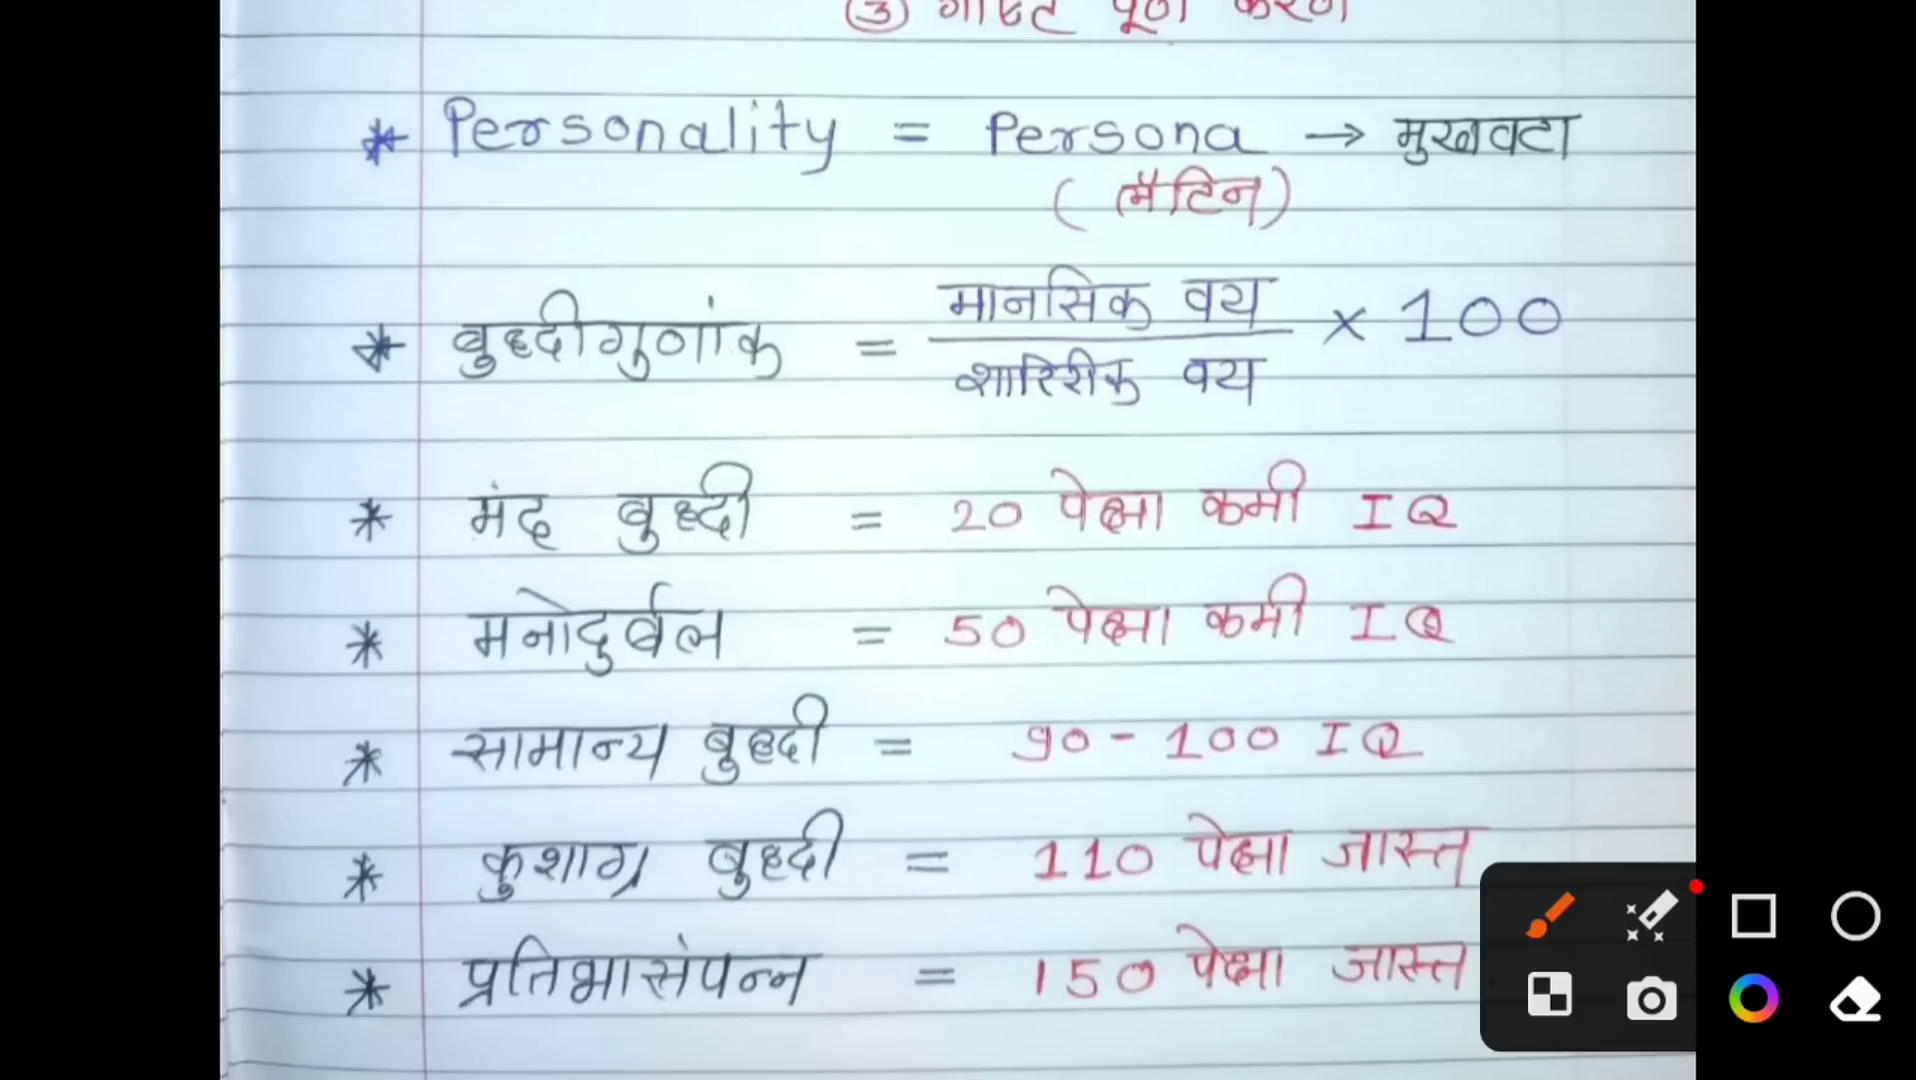 * Personality = Persona → मुखवटा
(लॅटिन)
* बुद्दीगुणांक = मानसिक वय / शारिरीक वय × 100
* मंद बुद्दी = 20 पेक्षा कमी IQ
* मनोदुर्बल = 50 पेक्षा कमी IQ
* सामान्य बुद्दी = 90 - 100 IQ
* कुशाग्र बुद्दी = 110 पेक्षा जास्त
* प्रतिभासंपन्न = 150 पेक्षा जास्त